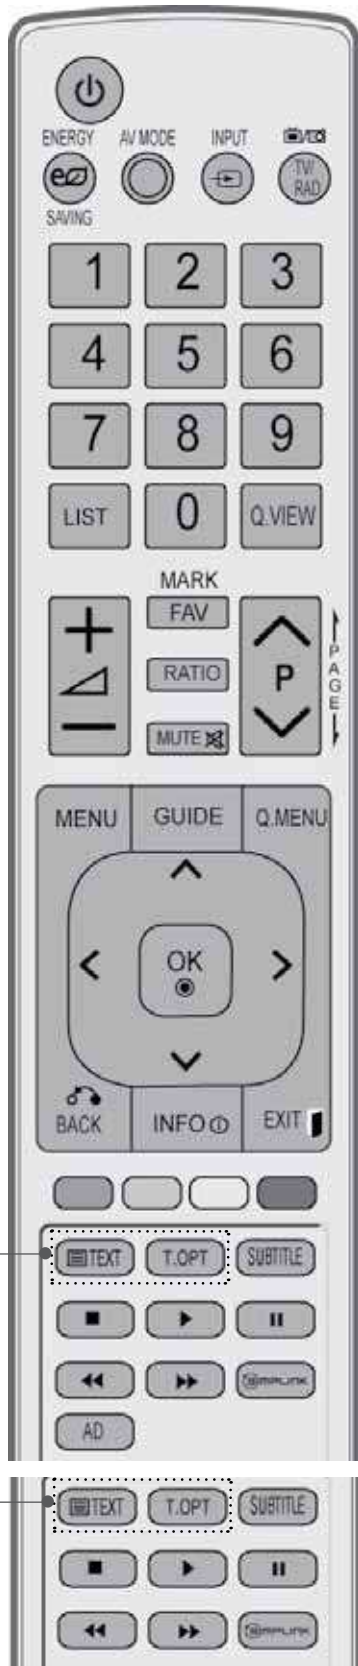 ENERGY AV MODE INPUT
TV/
RAD
SAVING
1 2 3
4 5 6
7 8 9
LIST 0 Q.VIEW
MARK
FAV
RATIO P
PAGE
MUTE
MENU GUIDE Q.MENU
OK
BACK INFO EXIT
TEXT T.OPT SUBTITLE
SIMPLINK
AD
TEXT T.OPT SUBTITLE
SIMPLINK